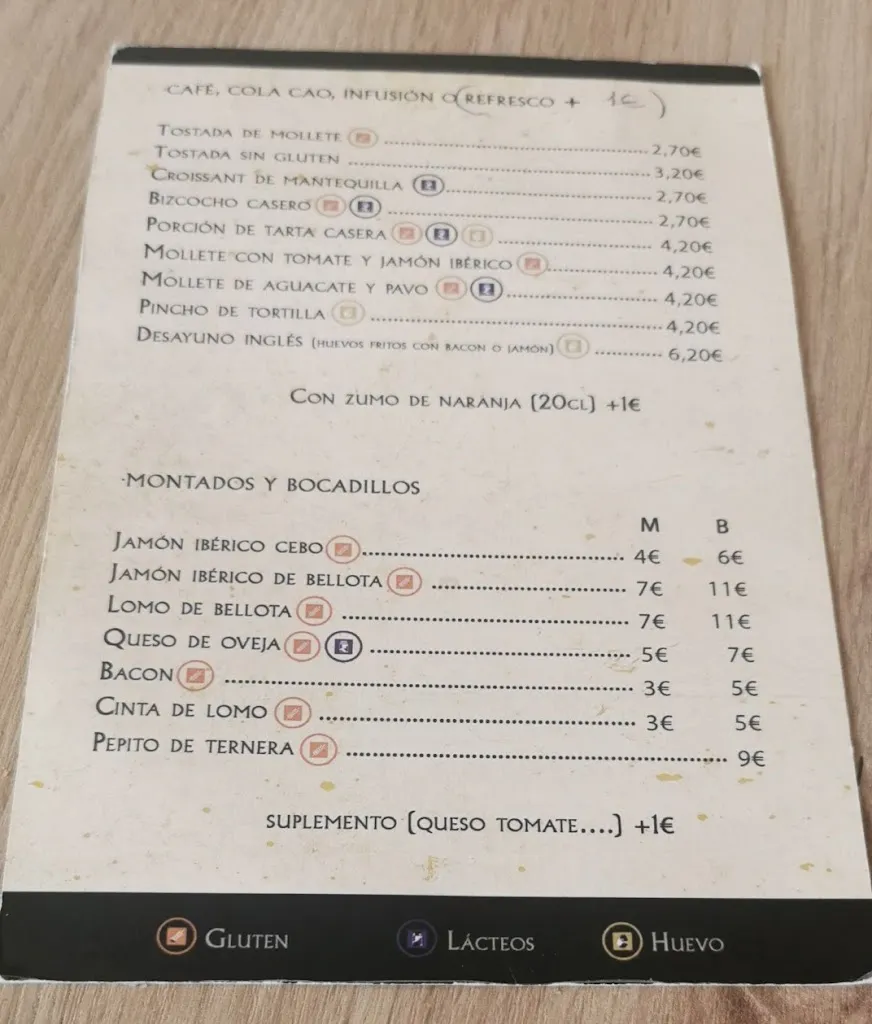 ·CAFÉ, COLA CAO, INFUSIÓN O (REFRESCO + 1€)
TOSTADA DE MOLLETE ........ 2,70€
TOSTADA SIN GLUTEN ........ 3,20€
CROISSANT DE MANTEQUILLA ........ 2,70€
BIZCOCHO CASERO ........ 2,70€
PORCIÓN DE TARTA CASERA ........ 4,20€
MOLLETE CON TOMATE Y JAMÓN IBÉRICO ........ 4,20€
MOLLETE DE AGUACATE Y PAVO ........ 4,20€
PINCHO DE TORTILLA ........ 4,20€
DESAYUNO INGLÉS (HUEVOS FRITOS CON BACON O JAMÓN) ........ 6,20€
CON ZUMO DE NARANJA (20CL) +1€
·MONTADOS Y BOCADILLOS
M B
JAMÓN IBÉRICO CEBO ........ 4€ 6€
JAMÓN IBÉRICO DE BELLOTA ........ 7€ 11€
LOMO DE BELLOTA ........ 7€ 11€
QUESO DE OVEJA ........ 5€ 7€
BACON ........ 3€ 5€
CINTA DE LOMO ........ 3€ 5€
PEPITO DE TERNERA ........ 9€
SUPLEMENTO (QUESO TOMATE....) +1€
GLUTEN LÁCTEOS HUEVO